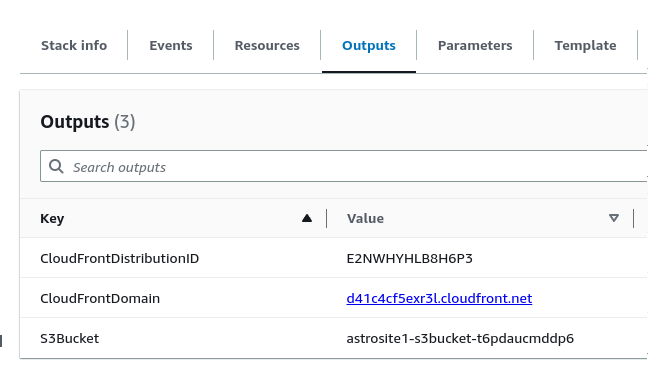 Stack info Events Resources Outputs Parameters Template
Outputs (3)
Search outputs
Key Value
CloudFrontDistributionID E2NWHYHLB8H6P3
CloudFrontDomain d41c4cf5exr3l.cloudfront.net
S3Bucket astrosite1-s3bucket-t6pdaucmddp6